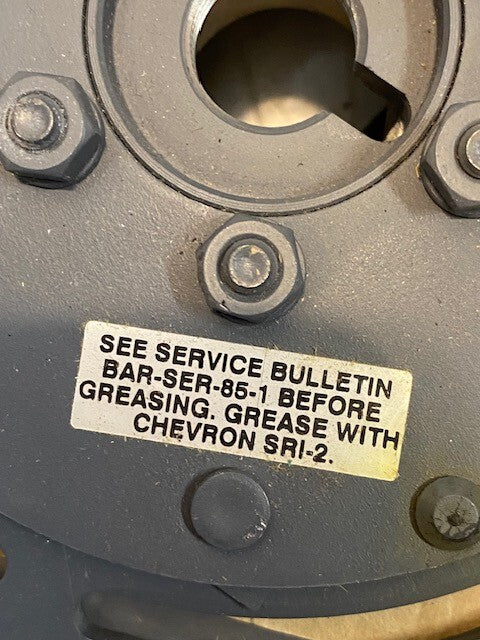 SEE SERVICE BULLETIN
BAR-SER-85-1 BEFORE
GREASING. GREASE WITH
CHEVRON SRI-2.